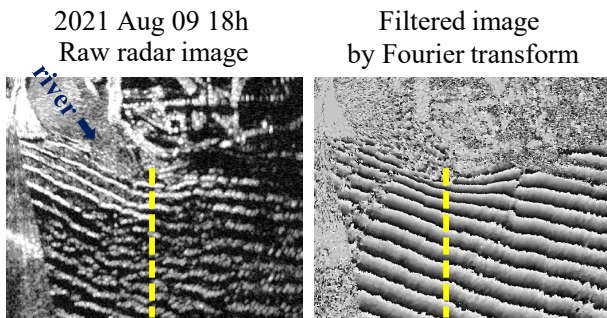 2021 Aug 09 18h
Raw radar image
river
Filtered image
by Fourier transform